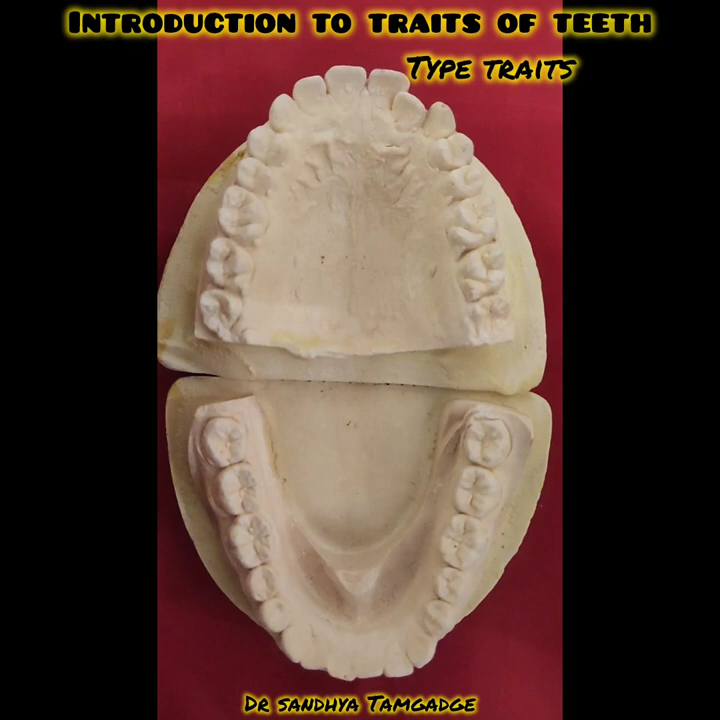 Introduction to traits of teeth
Type traits
Dr sandhya Tamgadge